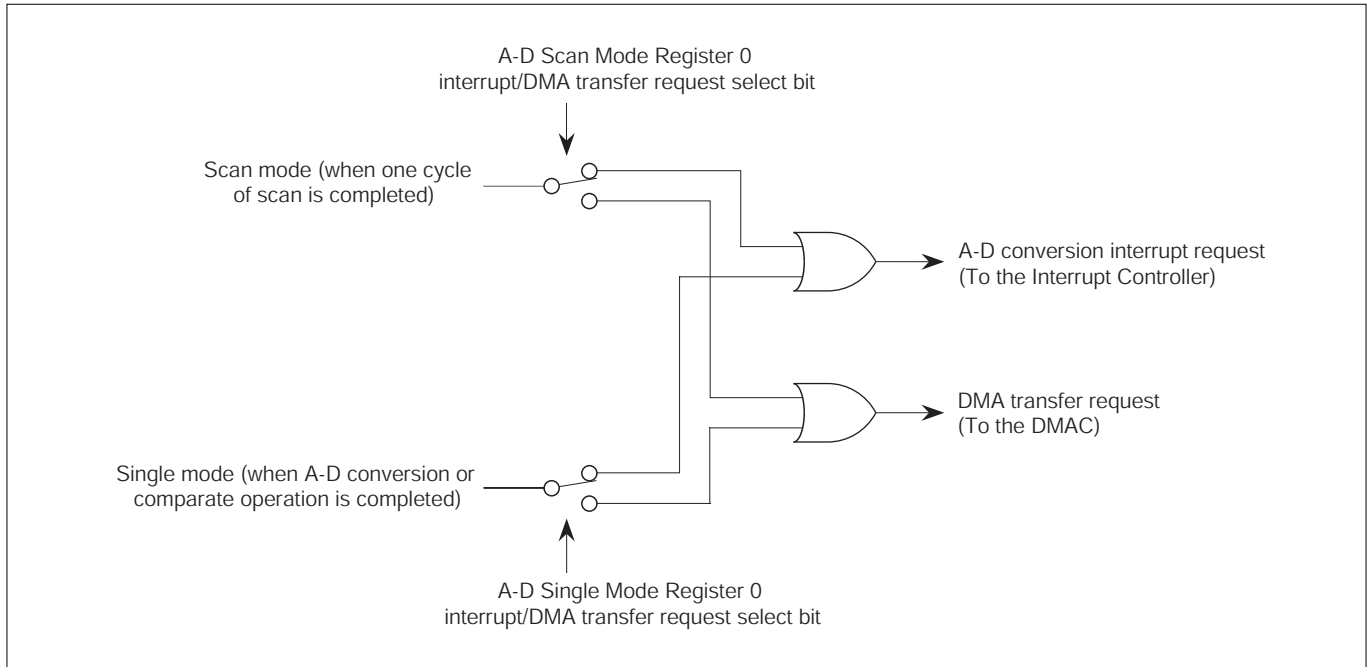 A-D Scan Mode Register 0
interrupt/DMA transfer request select bit
Scan mode (when one cycle
of scan is completed)
A-D conversion interrupt request
(To the Interrupt Controller)
DMA transfer request
(To the DMAC)
Single mode (when A-D conversion or
comparate operation is completed)
A-D Single Mode Register 0
interrupt/DMA transfer request select bit